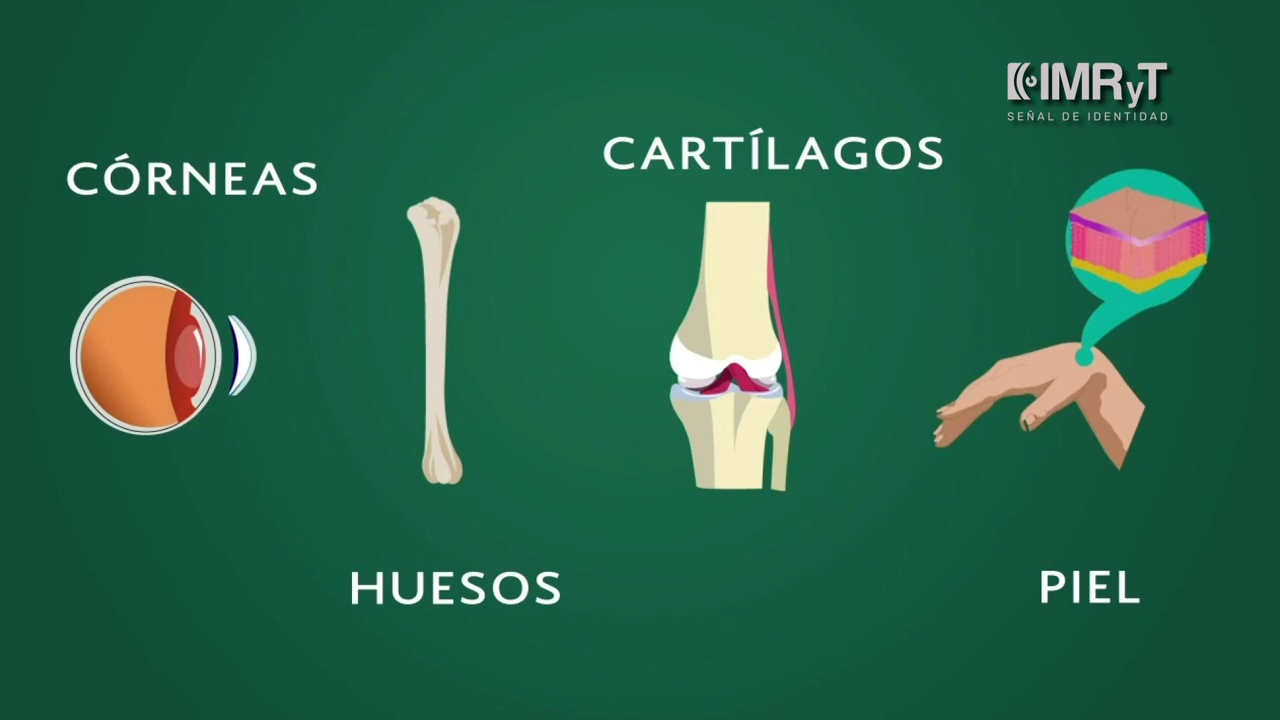 IMRyT
SEÑAL DE IDENTIDAD
CÓRNEAS
CARTÍLAGOS
HUESOS
PIEL